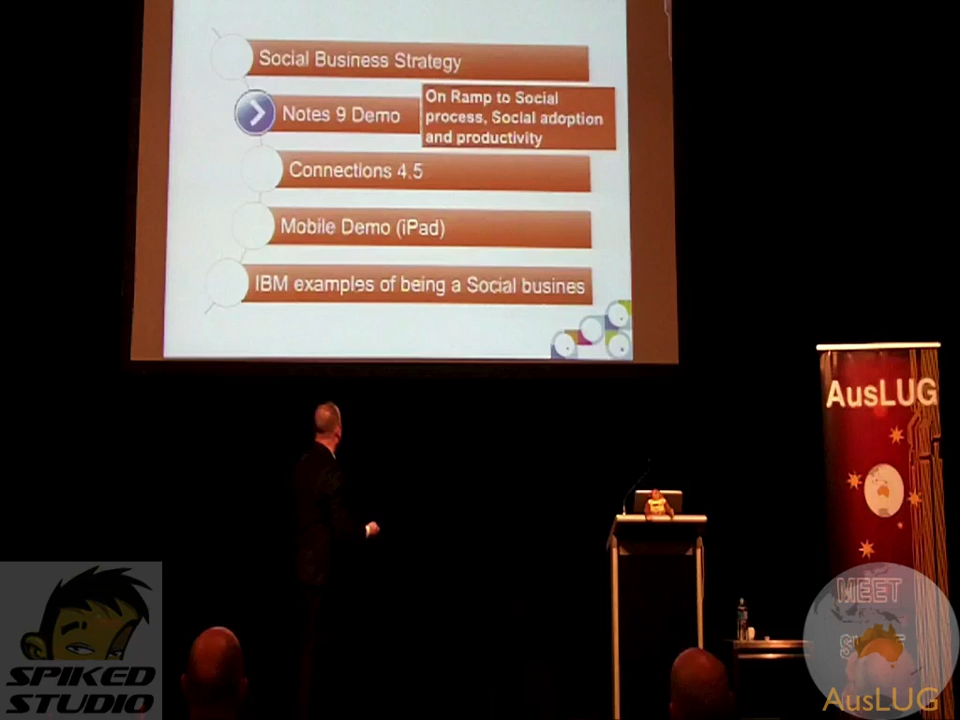 Social Business Strategy
Notes 9 Demo
On Ramp to Social
process, Social adoption
and productivity
Connections 4.5
Mobile Demo (iPad)
IBM examples of being a Social busines
AusLUG
MEET
SPIKED
STUDIO
AusLUG